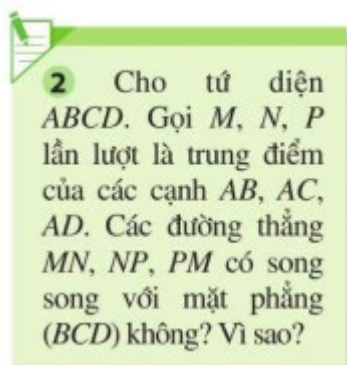 2 Cho tứ diện
ABCD. Gọi M, N, P
lần lượt là trung điểm
của các cạnh AB, AC,
AD. Các đường thẳng
MN, NP, PM có song
song với mặt phẳng
(BCD) không? Vì sao?